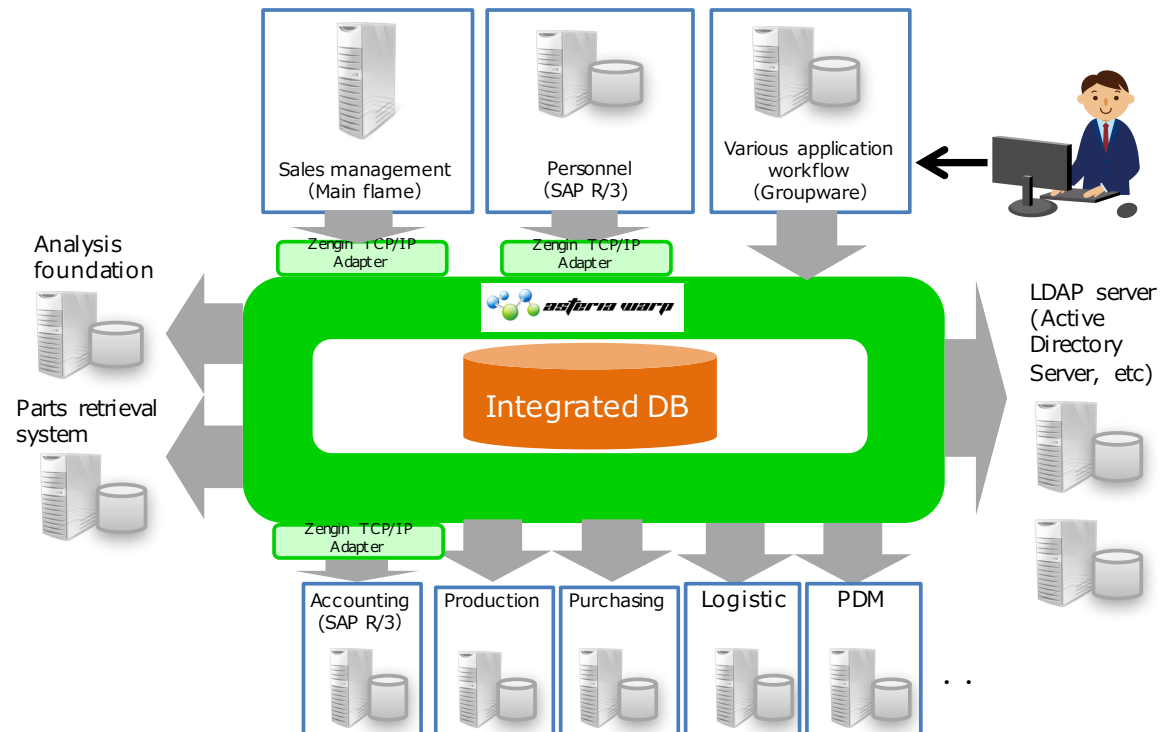 Sales management
(Main flame)
Personnel
(SAP R/3)
Various application
workflow
(Groupware)
Zengin TCP/IP
Adapter
Zengin TCP/IP
Adapter
Analysis
foundation
asteria warp
LDAP server
(Active
Directory
Server, etc)
Integrated DB
Parts retrieval
system
Zengin TCP/IP
Adapter
Accounting
(SAP R/3)
Production
Purchasing
Logistic
PDM
. .